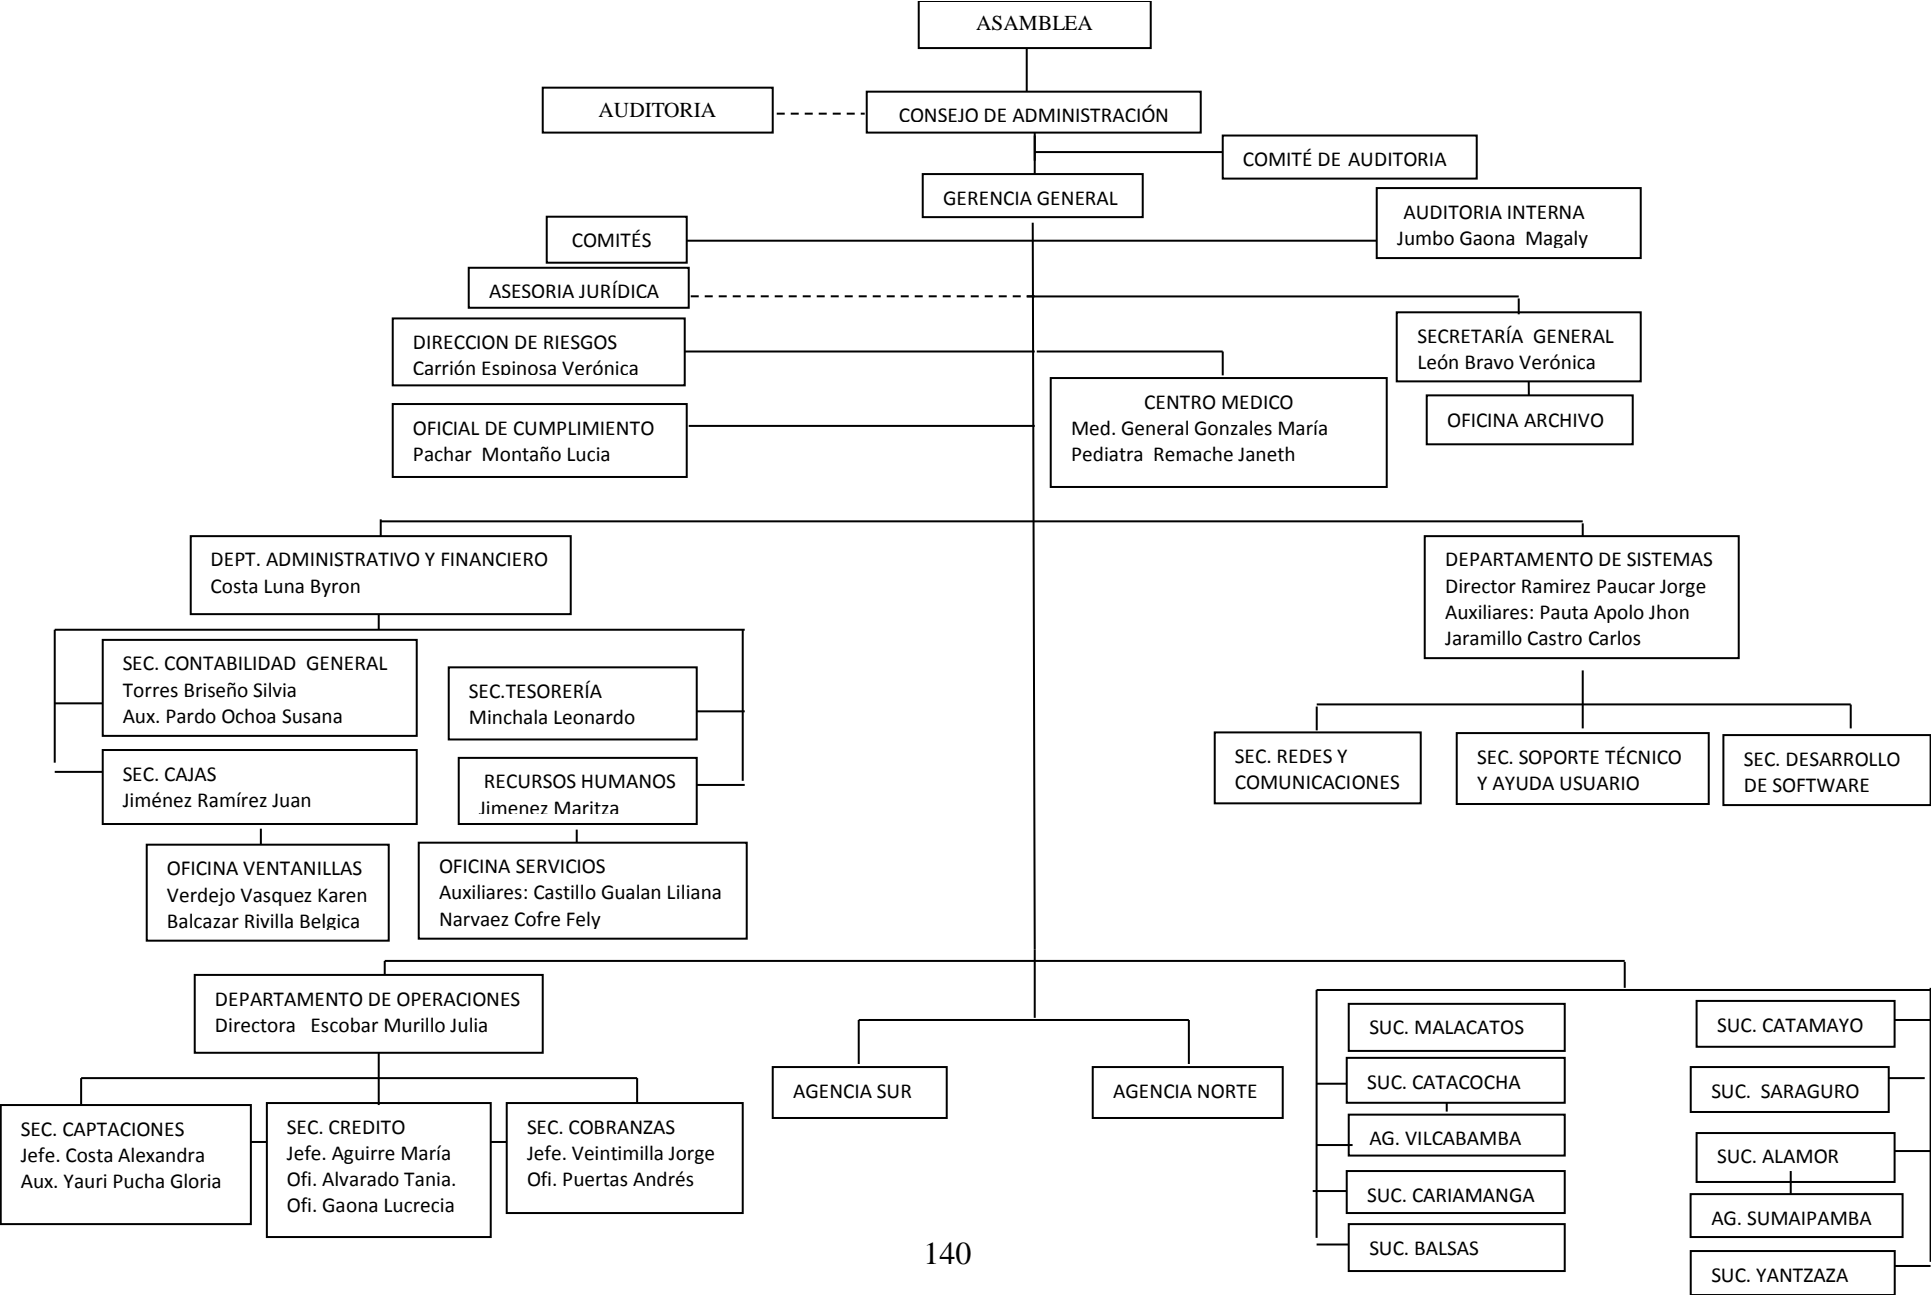 ASAMBLEA
AUDITORIA
CONSEJO DE ADMINISTRACIÓN
COMITÉ DE AUDITORIA
GERENCIA GENERAL
AUDITORIA INTERNA
Jumbo Gaona Magaly
COMITÉS
ASESORIA JURÍDICA
DIRECCION DE RIESGOS
Carrión Espinosa Verónica
SECRETARÍA GENERAL
León Bravo Verónica
CENTRO MEDICO
Med. General Gonzales María
Pediatra Remache Janeth
OFICINA ARCHIVO
OFICIAL DE CUMPLIMIENTO
Pachar Montaño Lucia
DEPT. ADMINISTRATIVO Y FINANCIERO
Costa Luna Byron
DEPARTAMENTO DE SISTEMAS
Director Ramirez Paucar Jorge
Auxiliares: Pauta Apolo Jhon
Jaramillo Castro Carlos
SEC. CONTABILIDAD GENERAL
Torres Briseño Silvia
Aux. Pardo Ochoa Susana
SEC.TESORERÍA
Minchala Leonardo
SEC. CAJAS
Jiménez Ramírez Juan
RECURSOS HUMANOS
Jimenez Maritza
SEC. REDES Y
COMUNICACIONES
SEC. SOPORTE TÉCNICO
Y AYUDA USUARIO
SEC. DESARROLLO
DE SOFTWARE
OFICINA VENTANILLAS
Verdejo Vasquez Karen
Balcazar Rivilla Belgica
OFICINA SERVICIOS
Auxiliares: Castillo Gualan Liliana
Narvaez Cofre Fely
DEPARTAMENTO DE OPERACIONES
Directora Escobar Murillo Julia
SEC. CAPTACIONES
Jefe. Costa Alexandra
Aux. Yauri Pucha Gloria
SEC. CREDITO
Jefe. Aguirre María
Ofi. Alvarado Tania.
Ofi. Gaona Lucrecia
SEC. COBRANZAS
Jefe. Veintimilla Jorge
Ofi. Puertas Andrés
AGENCIA SUR
AGENCIA NORTE
SUC. MALACATOS
SUC. CATACOCHA
AG. VILCABAMBA
SUC. CARIAMANGA
SUC. BALSAS
SUC. CATAMAYO
SUC. SARAGURO
SUC. ALAMOR
AG. SUMAIPAMBA
SUC. YANTZAZA
140